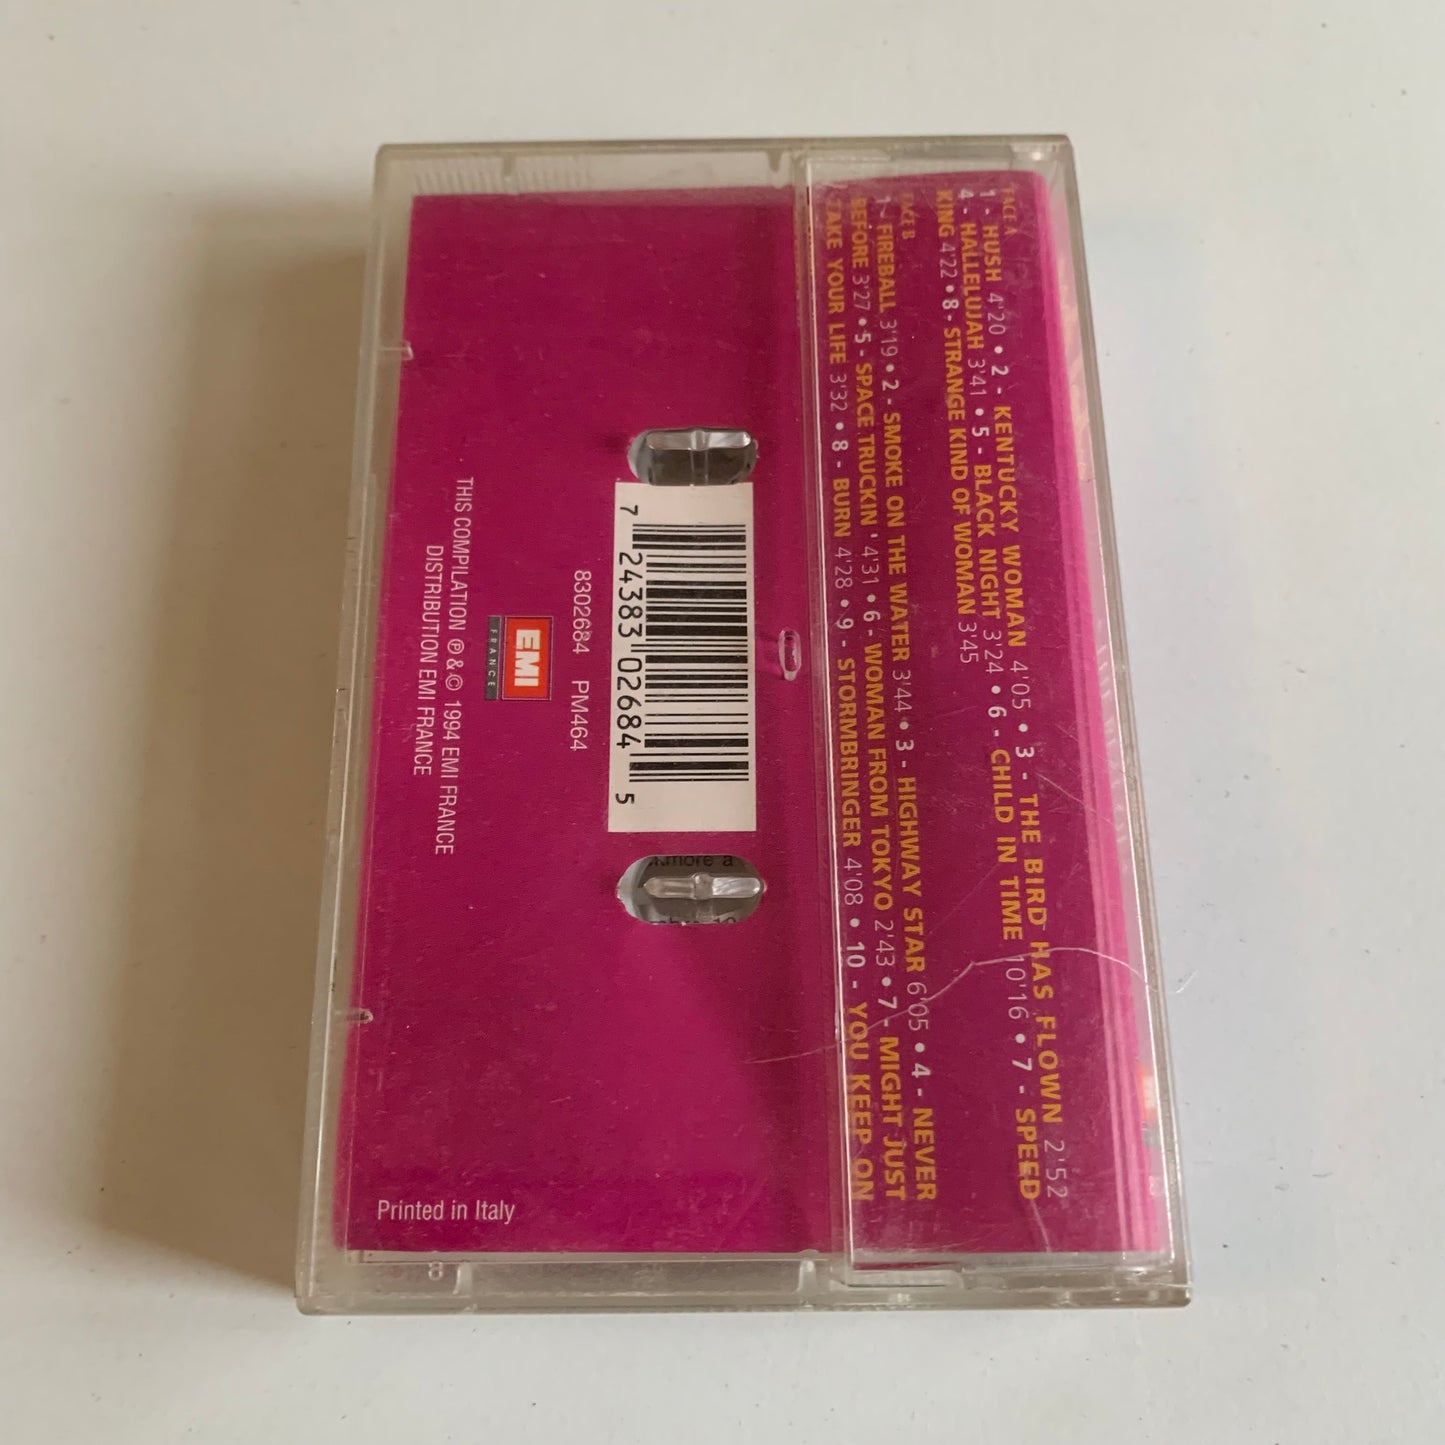 FACE A
1 - HUSH 4'20 • 2 - KENTUCKY WOMAN 4'05 • 3 - THE BIRD HAS FLOWN 2'52
4 - HALLELUJAH 3'41 • 5 - BLACK NIGHT 3'24 • 6 - CHILD IN TIME 10'16 • 7 - SPEED
KING 4'22 • 8 - STRANGE KIND OF WOMAN 3'45
FACE B
1 - FIREBALL 3'19 • 2 - SMOKE ON THE WATER 3'44 • 3 - HIGHWAY STAR 6'05 • 4 - NEVER
BEFORE 3'27 • 5 - SPACE TRUCKIN' 4'31 • 6 - WOMAN FROM TOKYO 2'43 • 7 - MIGHT JUST
TAKE YOUR LIFE 3'32 • 8 - BURN 4'28 • 9 - STORMBRINGER 4'08 • 10 - YOU KEEP ON
7 24383 02684 5
8302684 PM464
EMI
FRANCE
THIS COMPILATION ℗ & © 1994 EMI FRANCE
DISTRIBUTION EMI FRANCE
Printed in Italy
more a
8